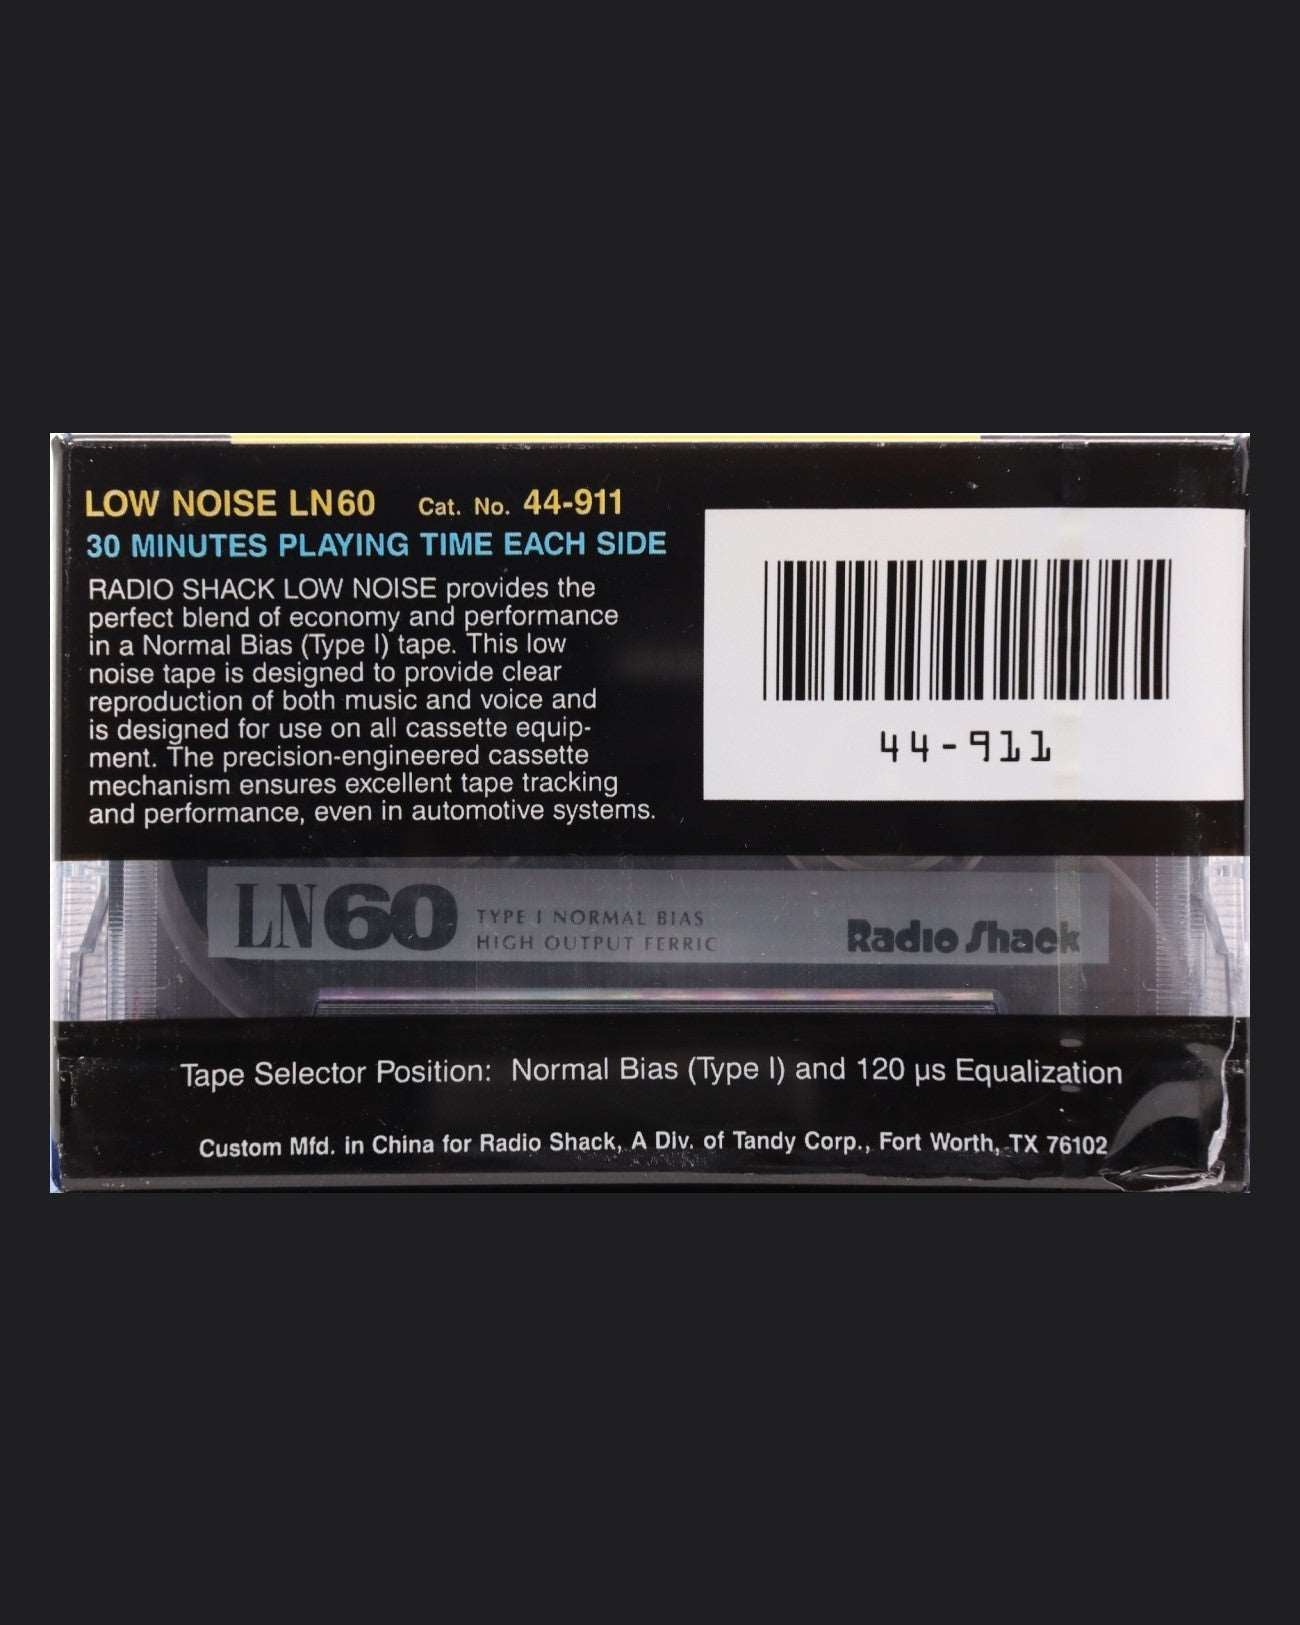 LOW NOISE LN60 Cat. No. 44-911
30 MINUTES PLAYING TIME EACH SIDE
RADIO SHACK LOW NOISE provides the
perfect blend of economy and performance
in a Normal Bias (Type I) tape. This low
noise tape is designed to provide clear
reproduction of both music and voice and
is designed for use on all cassette equip-
ment. The precision-engineered cassette
mechanism ensures excellent tape tracking
and performance, even in automotive systems.
44-911
LN60 TYPE I NORMAL BIAS
HIGH OUTPUT FERRIC
Radio Shack
Tape Selector Position: Normal Bias (Type I) and 120 µs Equalization
Custom Mfd. in China for Radio Shack, A Div. of Tandy Corp., Fort Worth, TX 76102